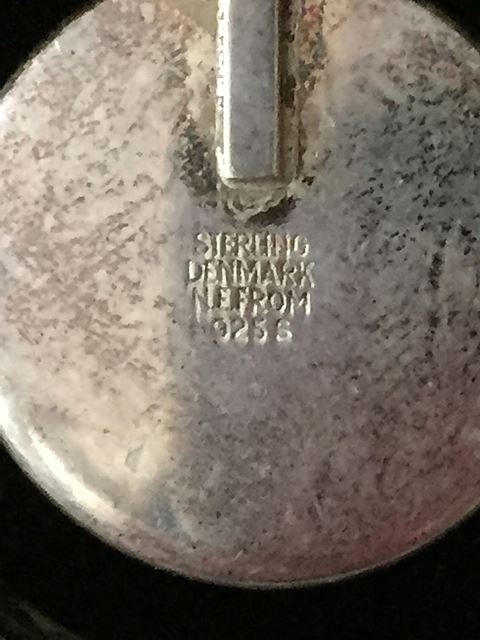 STERLING
DENMARK
N.E.FROM
925 S